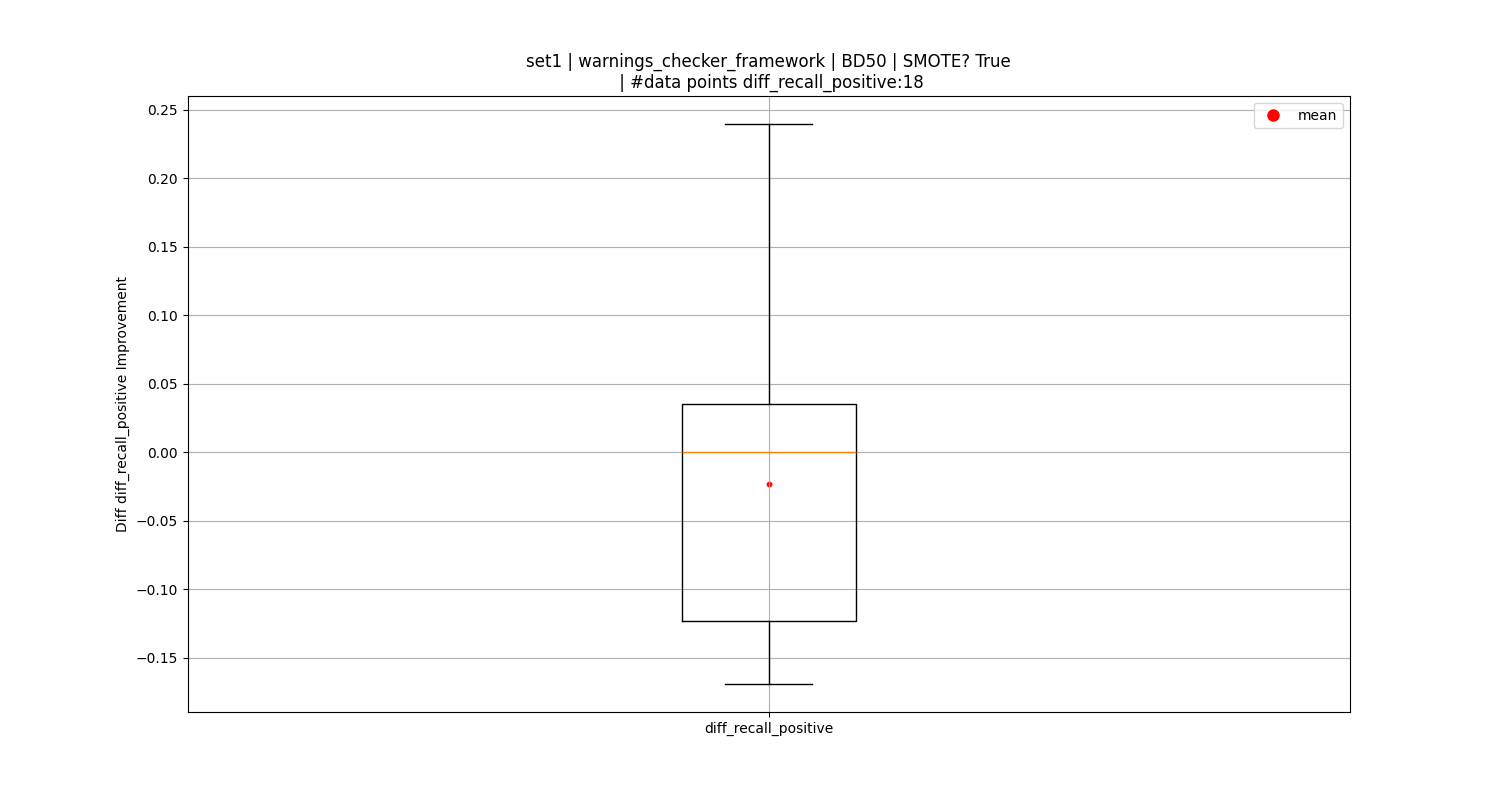 set1 | warnings_checker_framework | BD50 | SMOTE? True
| #data points diff_recall_positive:18
mean
0.25
0.20
0.15
0.10
0.05
0.00
−0.05
−0.10
−0.15
Diff diff_recall_positive Improvement
diff_recall_positive